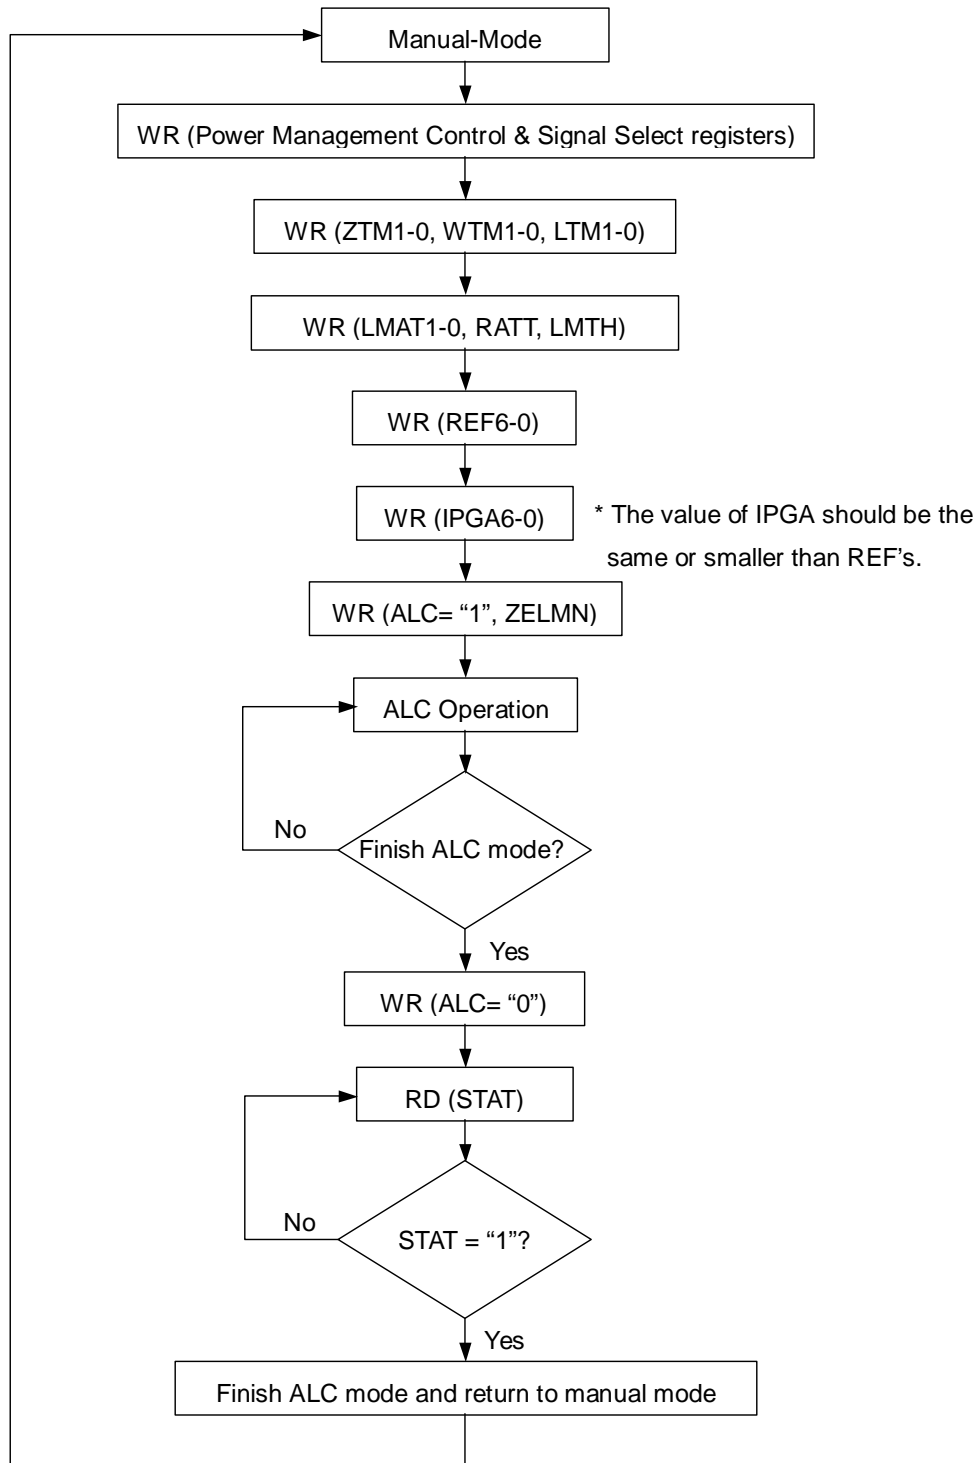 Manual-Mode
WR (Power Management Control & Signal Select registers)
WR (ZTM1-0, WTM1-0, LTM1-0)
WR (LMAT1-0, RATT, LMTH)
WR (REF6-0)
WR (IPGA6-0)
* The value of IPGA should be the
same or smaller than REF's.
WR (ALC= “1”, ZELMN)
ALC Operation
No
Finish ALC mode?
Yes
WR (ALC= “0”)
RD (STAT)
No
STAT = “1”?
Yes
Finish ALC mode and return to manual mode